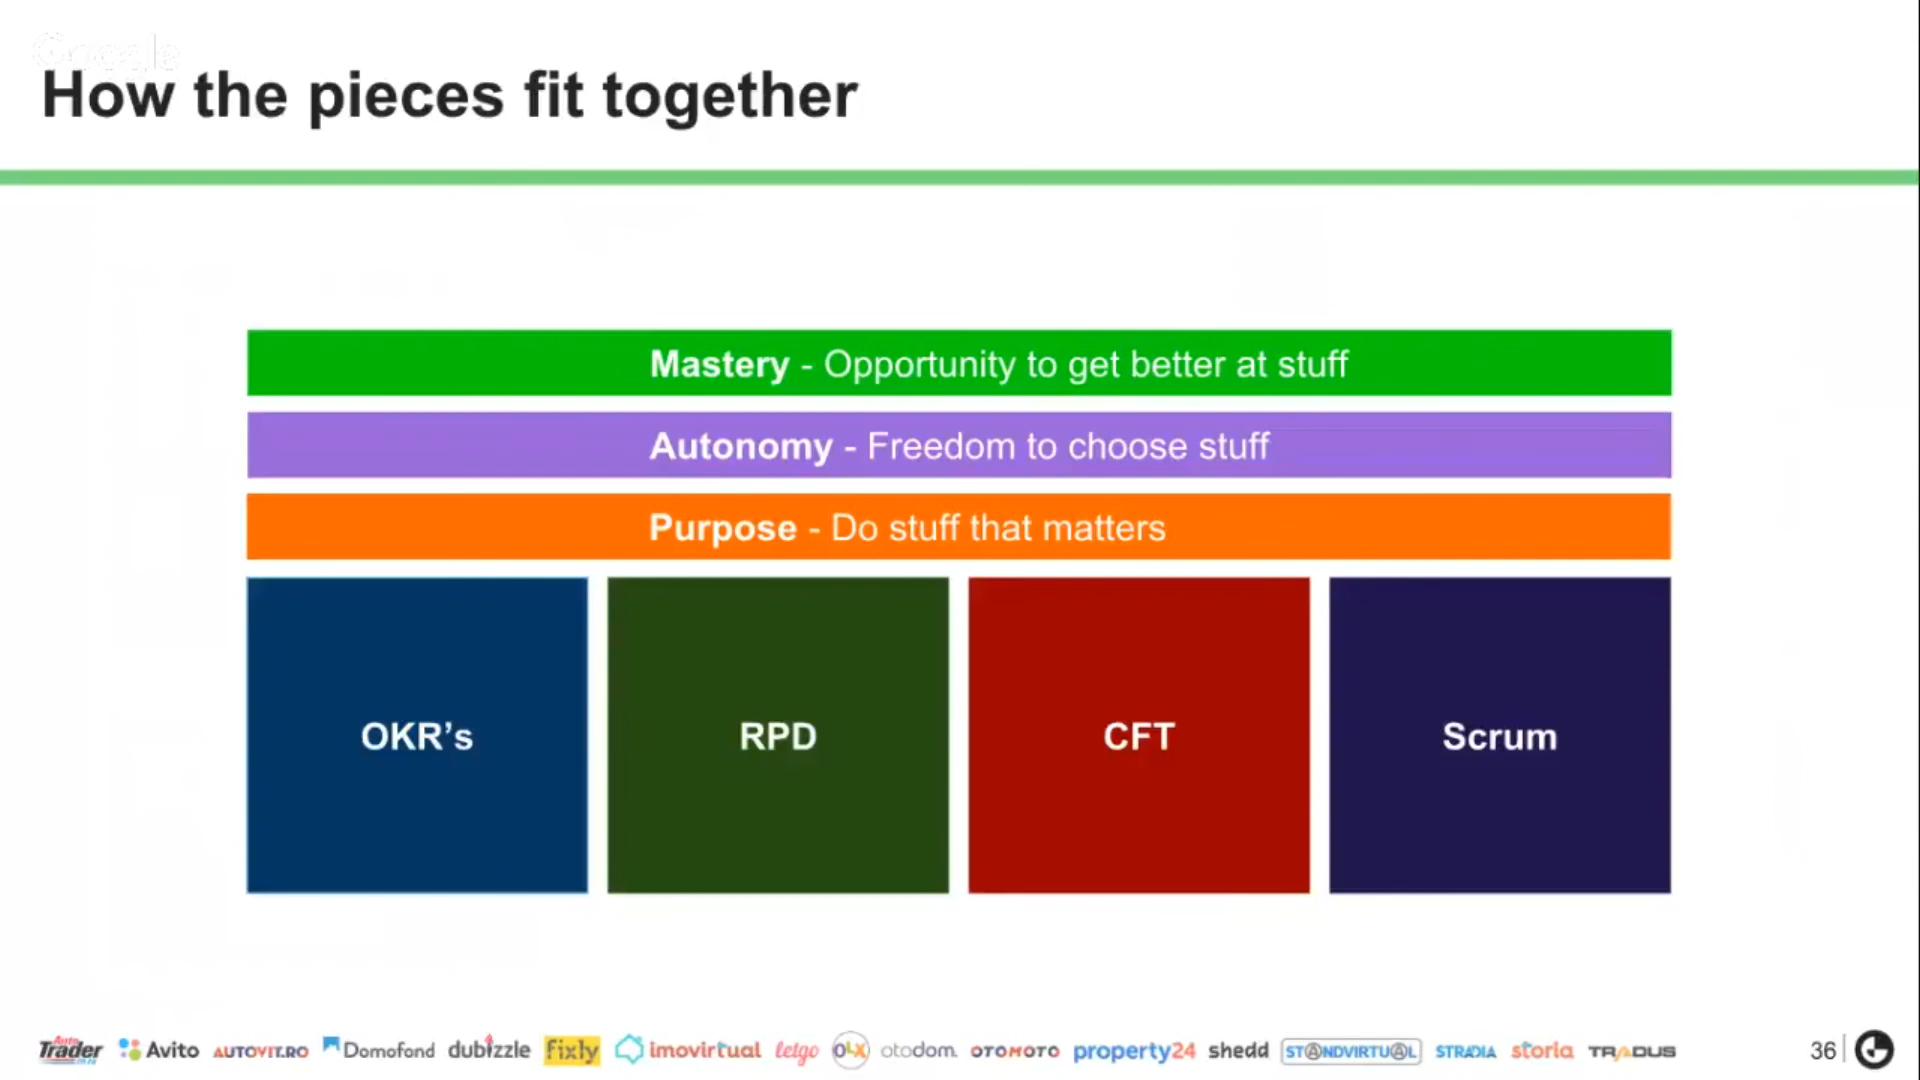 Google
How the pieces fit together
Mastery - Opportunity to get better at stuff
Autonomy - Freedom to choose stuff
Purpose - Do stuff that matters
OKR’s RPD CFT Scrum
Auto Trader Avito AUTOVIT.RO Domofond dubizzle fixly imovirtual letgo OLX otodom OTOMOTO property24 shedd STANDVIRTUAL STRADIA storia TRADUS 36